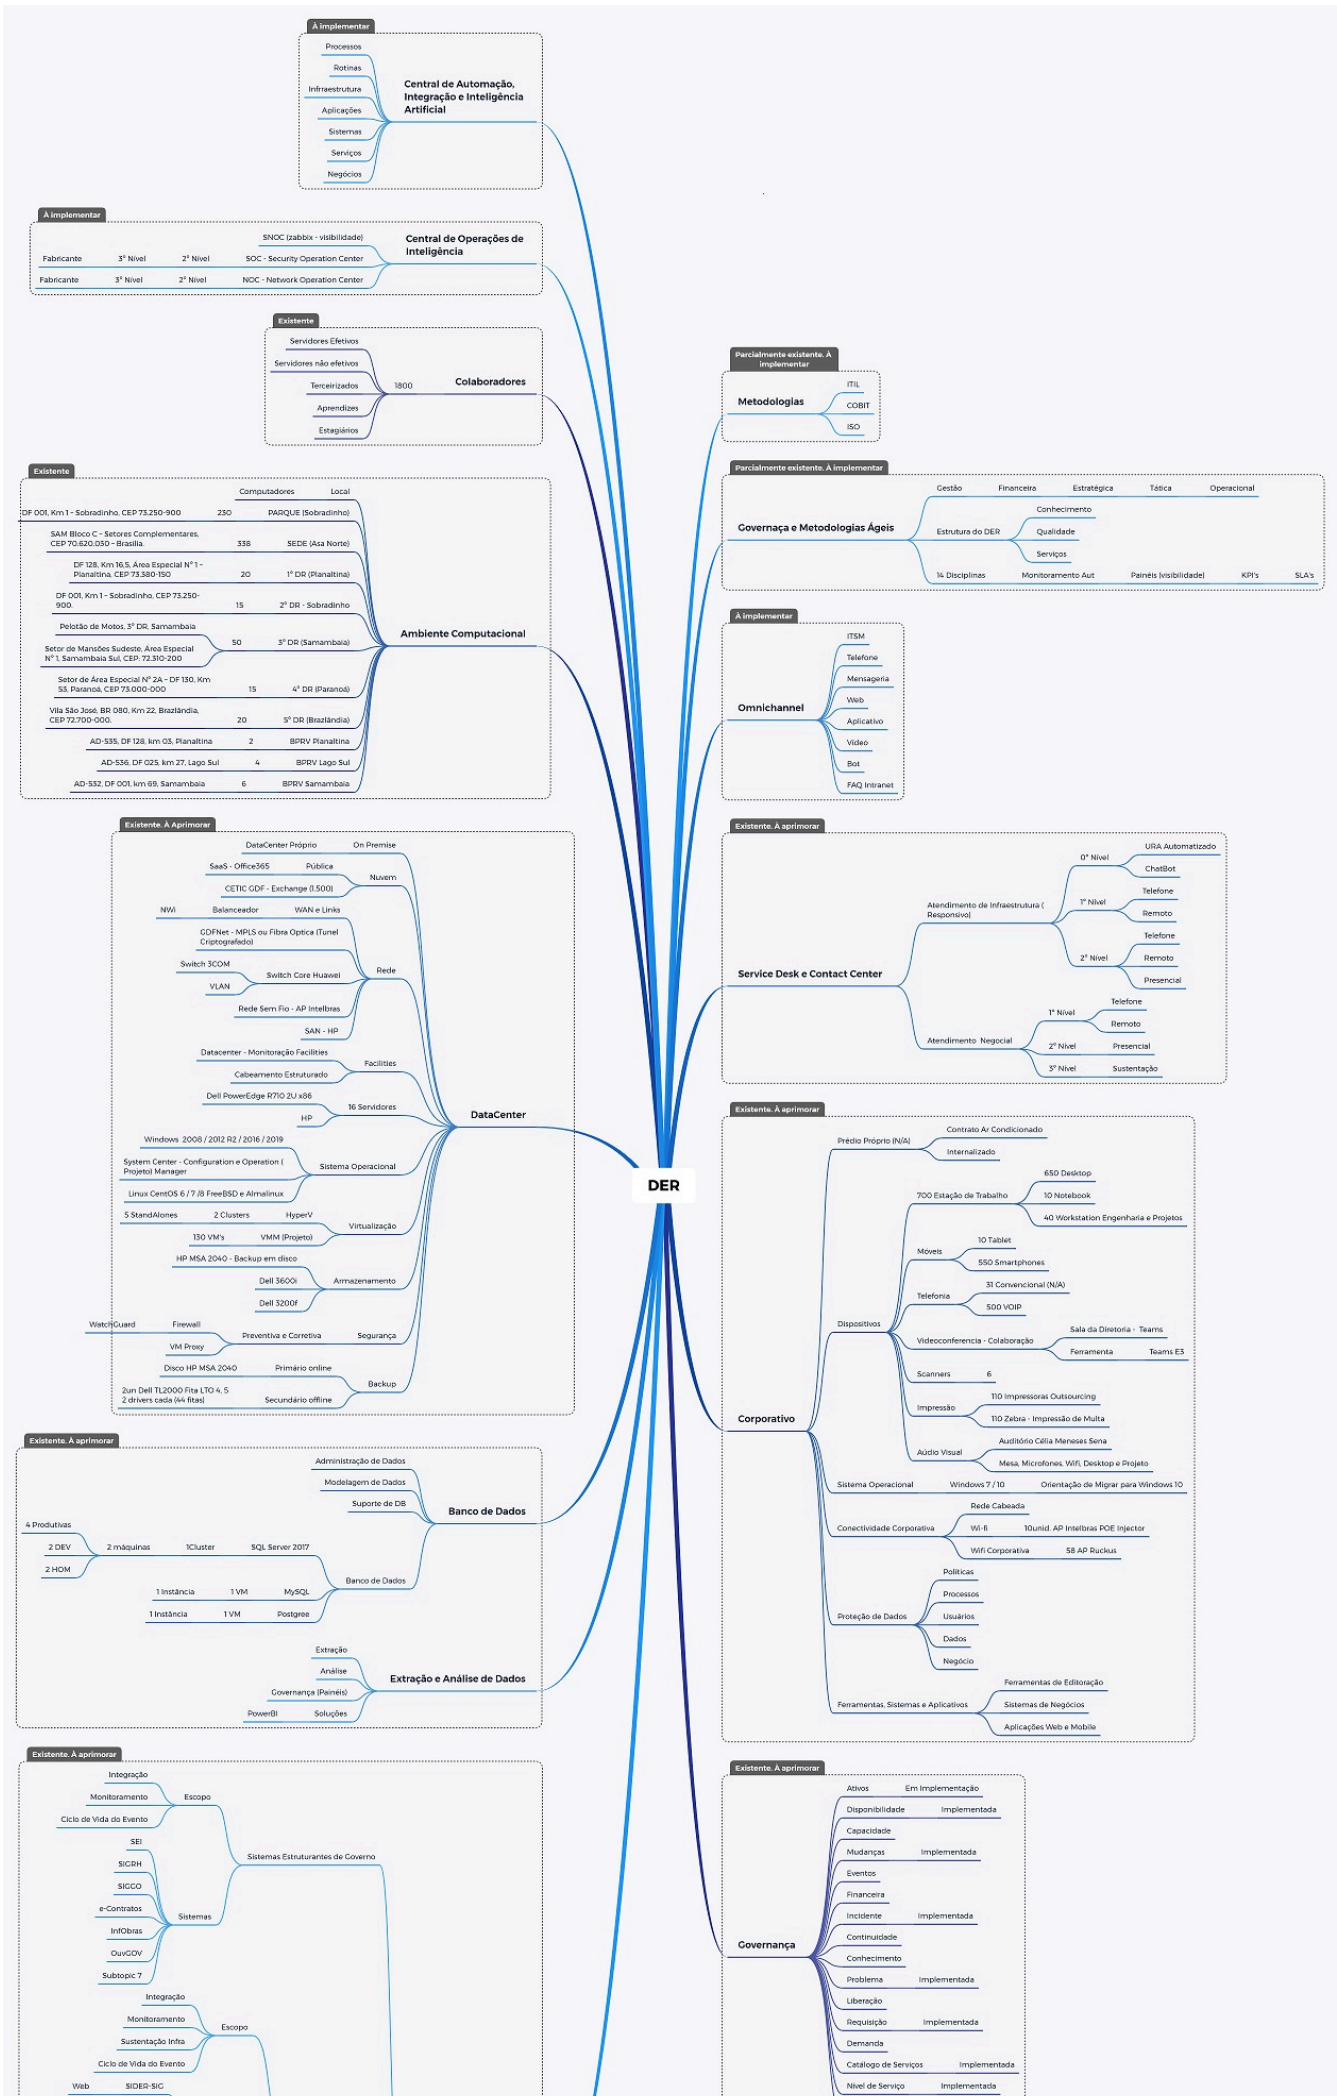 À implementar
Processos
Rotinas
Infrraestrutura
Aplicações
Sistemas
Serviços
Negócios
Central de Automação,
Integração e Inteligência
Artificial
À implementar
SNOC (zabbix - visibilidade)
Fabricante 3º Nível 2º Nível SOC - Security Operation Center
Fabricante 3º Nível 2º Nível NOC - Network Operation Center
Central de Operações de
Inteligência
Existente
Servidores Efetivos
Servidores não efetivos
Terceirizados
Aprendizes
Estagiários
1800
Colaboradores
Existente
Computadores Local
DF 001, Km 1 – Sobradinho, CEP 73.250-900 230 PARQUE (Sobradinho)
SAM Bloco C – Setores Complementares,
CEP 70.620.030 – Brasília. 338 SEDE (Asa Norte)
DF 128, Km 16,5, Área Especial Nº 1 –
Planaltina, CEP 73.380-150 20 1º DR (Planaltina)
DF 001, Km 1 – Sobradinho, CEP 73.250-
900. 15 2º DR - Sobradinho
Pelotão de Motos, 3º DR, Samambaia
Setor de Mansões Sudeste, Área Especial
Nº 1, Samambaia Sul, CEP: 72.310-200
50 3º DR (Samambaia)
Setor de Área Especial Nº 2A – DF 130, Km
53, Paranoá, CEP 73.000-000 15 4º DR (Paranoá)
Vila São José, BR 080, Km 22, Brazlândia,
CEP 72.700-000. 20 5º DR (Brazlândia)
AD-535, DF 128, km 03, Planaltina 2 BPRV Planaltina
AD-536, DF 025, km 27, Lago Sul 4 BPRV Lago Sul
AD-532, DF 001, km 69, Samambaia 6 BPRV Samambaia
Ambiente Computacional
Existente. À Aprimorar
DataCenter Próprio On Premise
SaaS - Office365 Pública
CETIC GDF - Exchange (1.500)
Nuvem
NWi Balanceador WAN e Links
GDFNet - MPLS ou Fibra Optica (Tunel
Criptografado)
Switch 3COM
VLAN
Switch Core Huawei
Rede Sem Fio - AP Intelbras
SAN - HP
Rede
Datacenter - Monitoração Facilities
Cabeamento Estruturado
Facilities
Dell PowerEdge R710 2U x86
HP
16 Servidores
Windows 2008 / 2012 R2 / 2016 / 2019
System Center - Configuration e Operation (
Projeto) Manager
Linux CentOS 6 / 7 /8 FreeBSD e Almalinux
Sistema Operacional
5 StandAlones 2 Clusters HyperV
130 VM's VMM (Projeto)
Virtualização
HP MSA 2040 - Backup em disco
Dell 3600i
Dell 3200f
Armazenamento
WatchGuard Firewall
VM Proxy
Preventiva e Corretiva Segurança
Disco HP MSA 2040 Primário online
2un Dell TL2000 Fita LTO 4, 5
2 drivers cada (44 fitas) Secundário offline
Backup
DataCenter
Existente. À aprimorar
Administração de Dados
Modelagem de Dados
Suporte de DB
Banco de Dados
4 Produtivas
2 DEV
2 HOM
2 máquinas 1Cluster SQL Server 2017
1 Instância 1 VM MySQL
1 Instância 1 VM Postgree
Banco de Dados
Extração
Análise
Governança (Painéis)
PowerBI Soluções
Extração e Análise de Dados
Existente. À aprimorar
Integração
Monitoramento
Ciclo de Vida do Evento
Escopo
SEI
SIGRH
SIGGO
e-Contratos
InfObras
OuvGOV
Subtopic 7
Sistemas
Sistemas Estruturantes de Governo
Integração
Monitoramento
Sustentação Infra
Ciclo de Vida do Evento
Escopo
Web SIDER-SIG
DER
Parcialmente existente. À
implementar
Metodologias
ITIL
COBIT
ISO
Parcialmente existente. À implementar
Governaça e Metodologias Ágeis
Gestão Financeira Estratégica Tática Operacional
Estrutura do DER
Conhecimento
Qualidade
Serviços
14 Disciplinas Monitoramento Aut Painéis (visibilidade) KPI's SLA's
À implementar
Omnichannel
ITSM
Telefone
Mensageria
Web
Aplicativo
Vídeo
Bot
FAQ Intranet
Existente. À aprimorar
Service Desk e Contact Center
Atendimento de Infraestrutura (
Responsivo)
0º Nível
URA Automatizado
ChatBot
1º Nível
Telefone
Remoto
2º Nível
Telefone
Remoto
Presencial
Atendimento Negocial
1º Nível
Telefone
Remoto
2º Nível Presencial
3º Nível Sustentação
Existente. À aprimorar
Corporativo
Prédio Próprio (N/A)
Contrato Ar Condicionado
Internalizado
Dispositivos
700 Estação de Trabalho
650 Desktop
10 Notebook
40 Workstation Engenharia e Projetos
Móveis
10 Tablet
550 Smartphones
Telefonia
31 Convencional (N/A)
500 VOIP
Videoconferencia - Colaboração
Sala da Diretoria - Teams
Ferramenta Teams E3
Scanners 6
Impressão
110 Impressoras Outsourcing
110 Zebra - Impressão de Multa
Aúdio Visual
Auditório Célia Meneses Sena
Mesa, Microfones, Wifi, Desktop e Projeto
Sistema Operacional Windows 7 / 10 Orientação de Migrar para Windows 10
Conectividade Corporativa
Rede Cabeada
Wi-fi 10unid. AP Intelbras POE Injector
Wifi Corporativa 58 AP Ruckus
Proteção de Dados
Políticas
Processos
Usuários
Dados
Negócio
Ferramentas, Sistemas e Aplicativos
Ferramentas de Editoração
Sistemas de Negócios
Aplicações Web e Mobile
Existente. À aprimorar
Governança
Ativos Em Implementação
Disponibilidade Implementada
Capacidade
Mudanças Implementada
Eventos
Financeira
Incidente Implementada
Continuidade
Conhecimento
Problema Implementada
Liberação
Requisição Implementada
Demanda
Catálogo de Serviços Implementada
Nível de Serviço Implementada